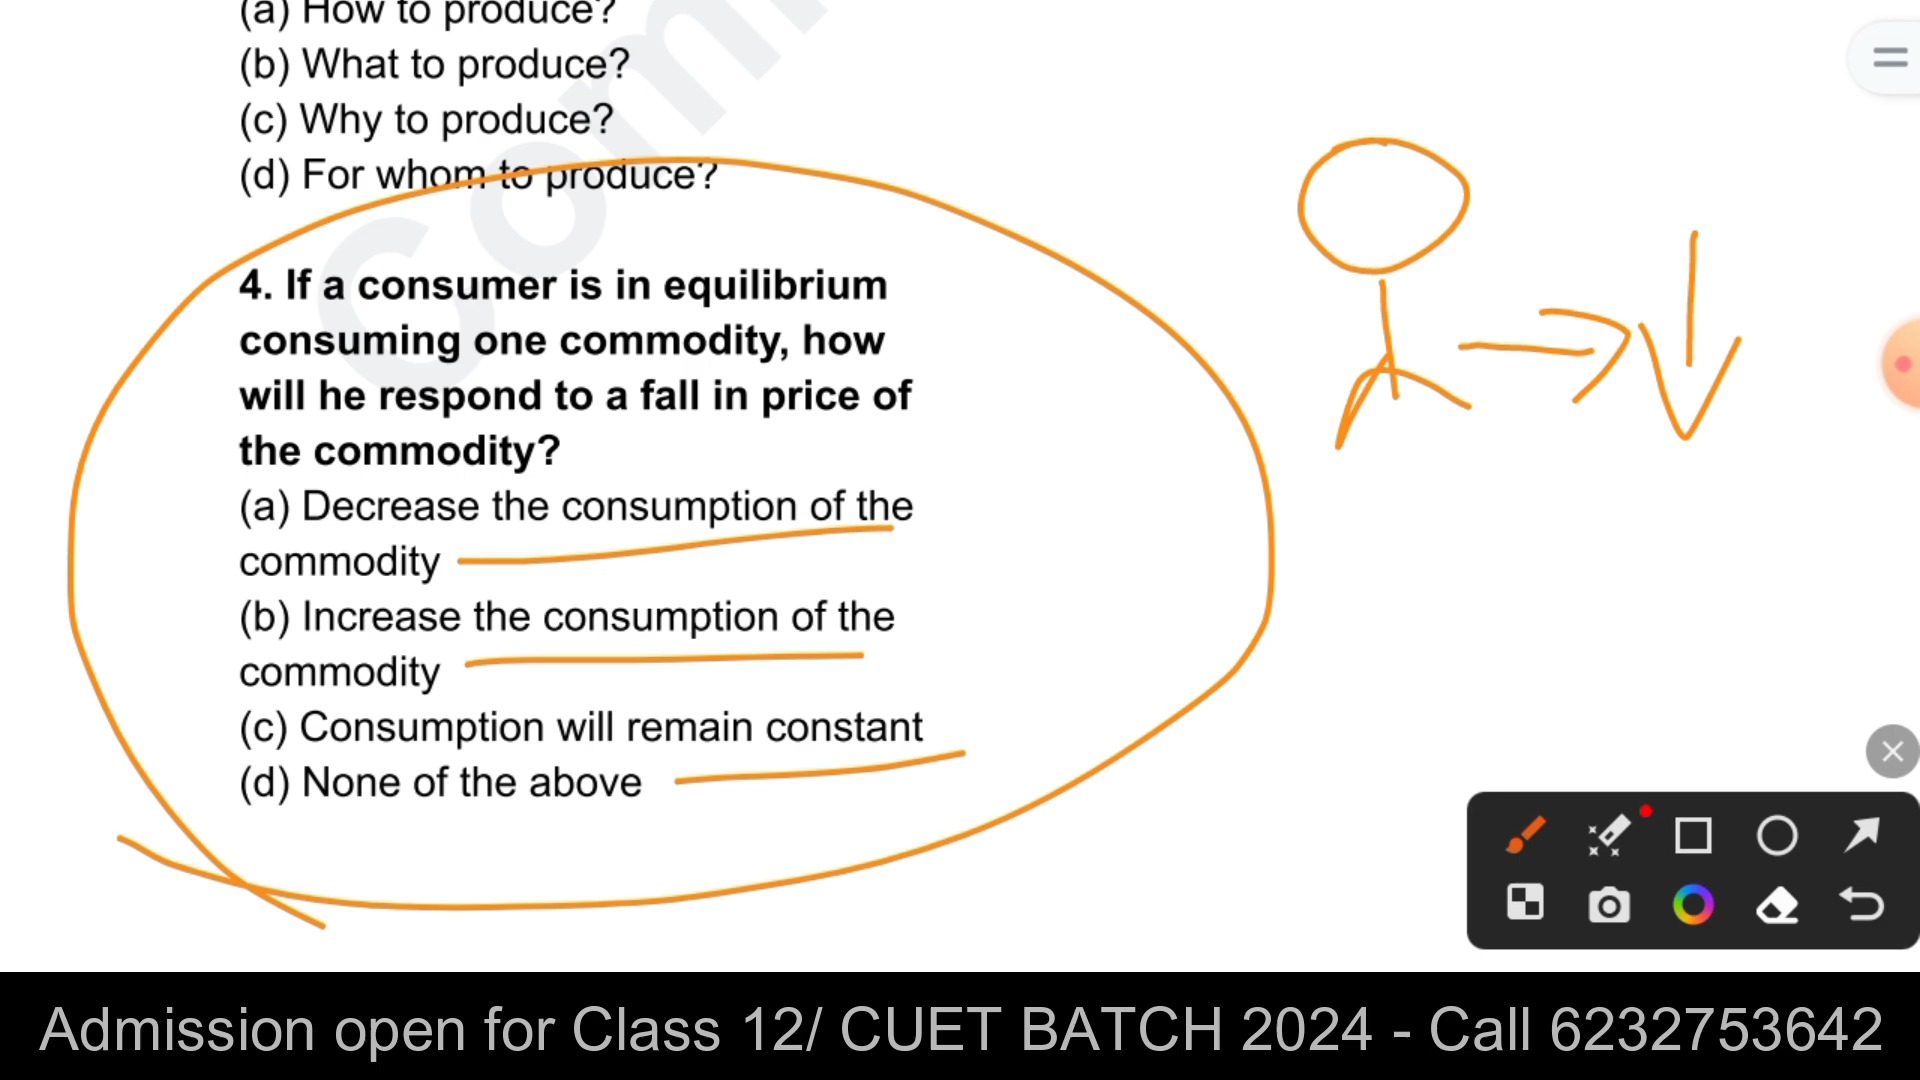 (a) How to produce?
(b) What to produce?
(c) Why to produce?
(d) For whom to produce?
4. If a consumer is in equilibrium
consuming one commodity, how
will he respond to a fall in price of
the commodity?
(a) Decrease the consumption of the
commodity
(b) Increase the consumption of the
commodity
(c) Consumption will remain constant
(d) None of the above
Com
Admission open for Class 12/ CUET BATCH 2024 - Call 6232753642